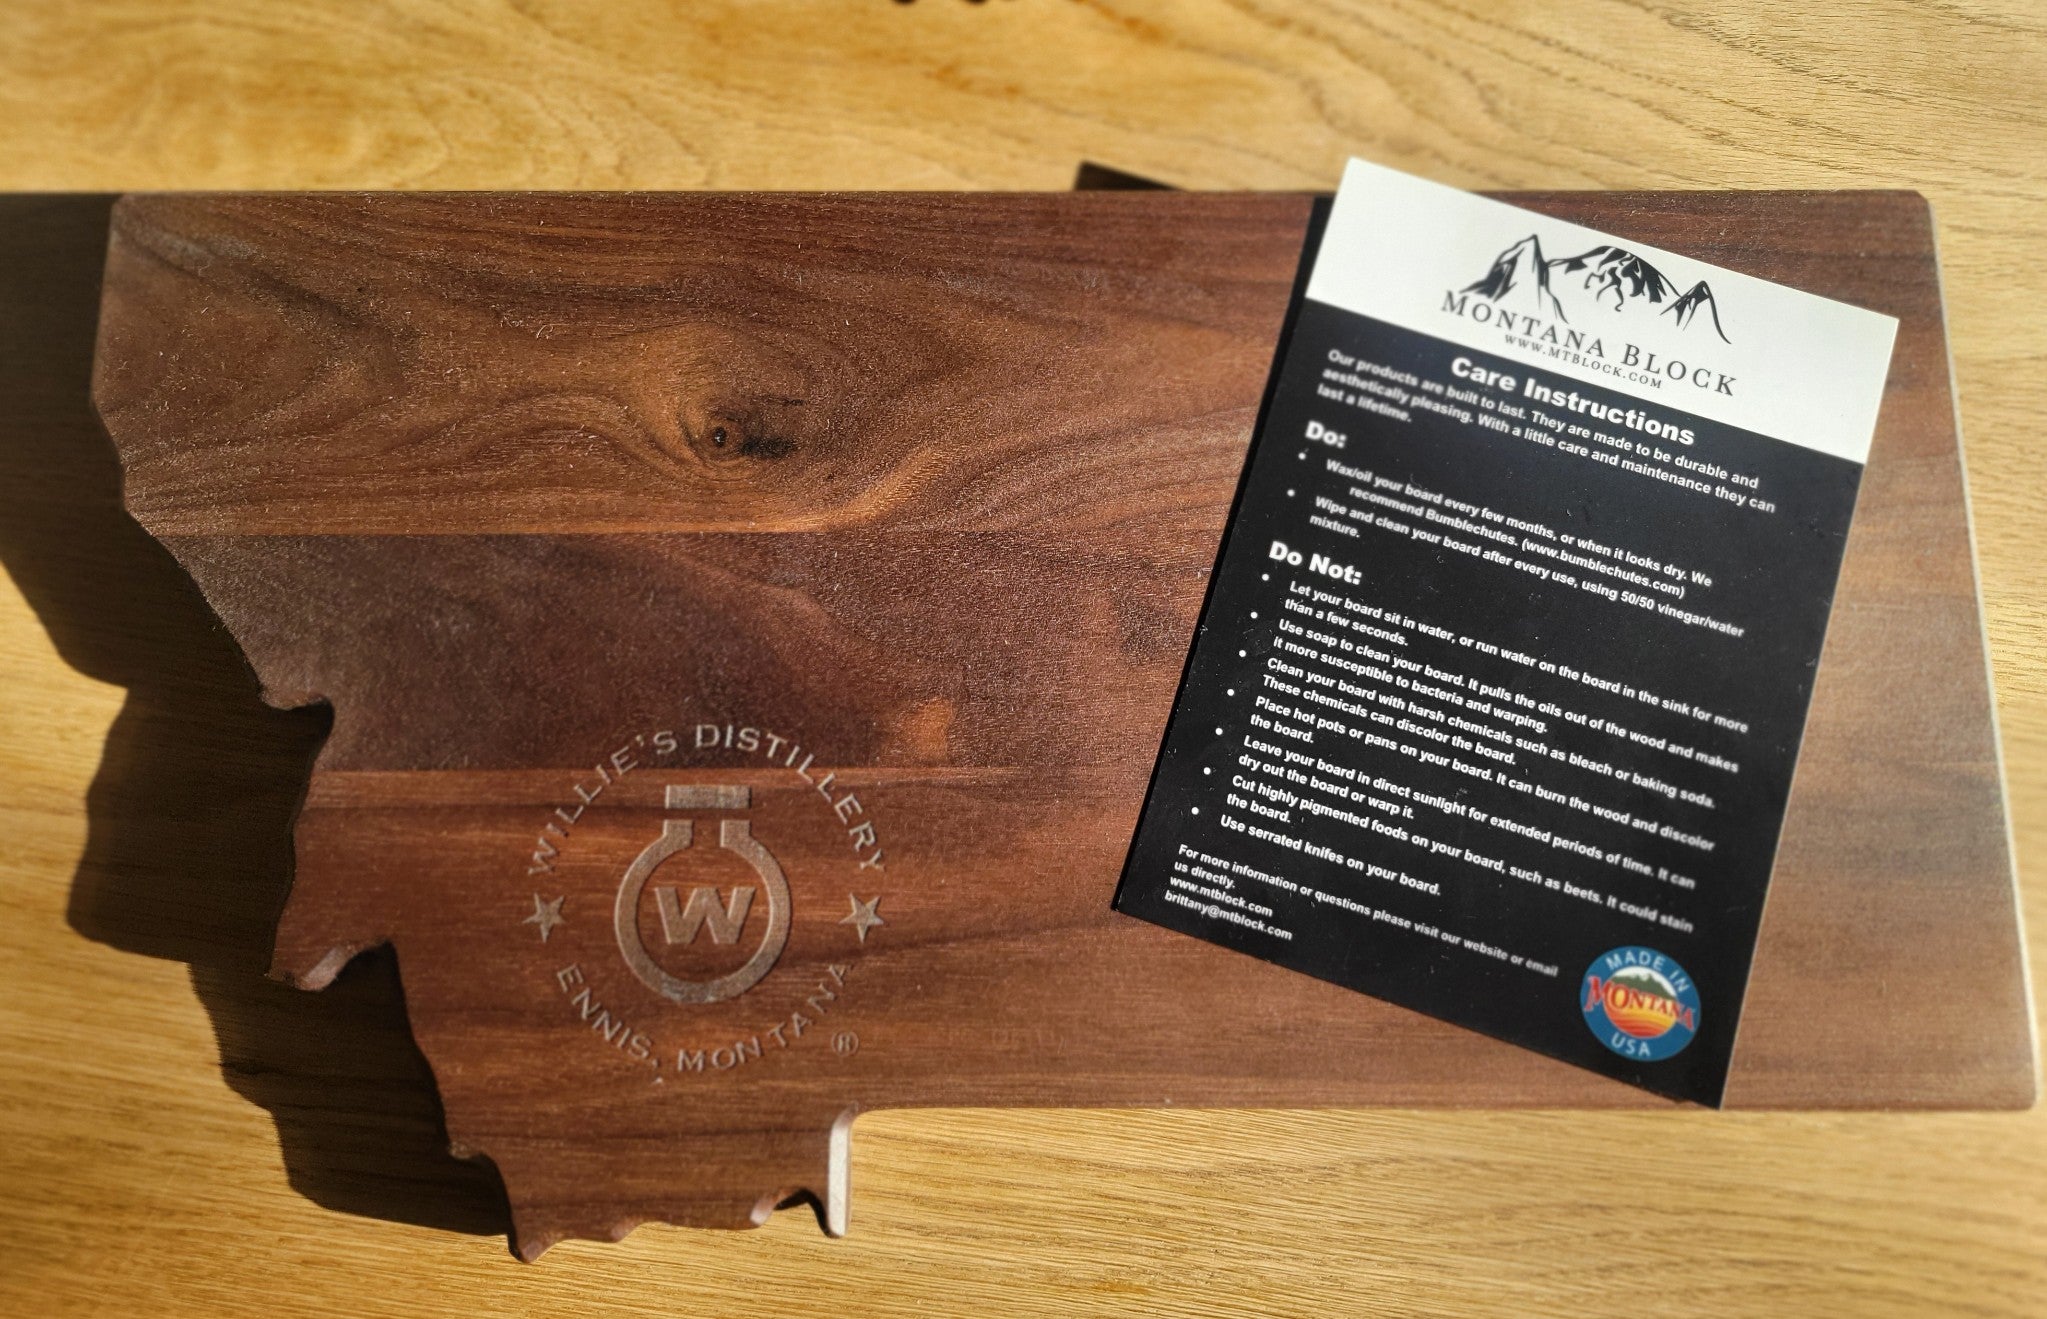 WILLIE'S DISTILLERY
W
ENNIS, MONTANA
®
MONTANA BLOCK
WWW.MTBLOCK.COM
Care Instructions
Our products are built to last. They are made to be durable and
aesthetically pleasing. With a little care and maintenance they can
last a lifetime.
Do:
• Wax/oil your board every few months, or when it looks dry. We
recommend Bumblechutes. (www.bumblechutes.com)
• Wipe and clean your board after every use, using 50/50 vinegar/water
mixture.
Do Not:
• Let your board sit in water, or run water on the board in the sink for more
than a few seconds.
• Use soap to clean your board. It pulls the oils out of the wood and makes
it more susceptible to bacteria and warping.
• Clean your board with harsh chemicals such as bleach or baking soda.
These chemicals can discolor the board.
• Place hot pots or pans on your board. It can burn the wood and discolor
the board.
• Leave your board in direct sunlight for extended periods of time. It can
dry out the board or warp it.
• Cut highly pigmented foods on your board, such as beets. It could stain
the board.
• Use serrated knifes on your board.
For more information or questions please visit our website or email
us directly.
www.mtblock.com
brittany@mtblock.com
MADE IN
MONTANA
USA